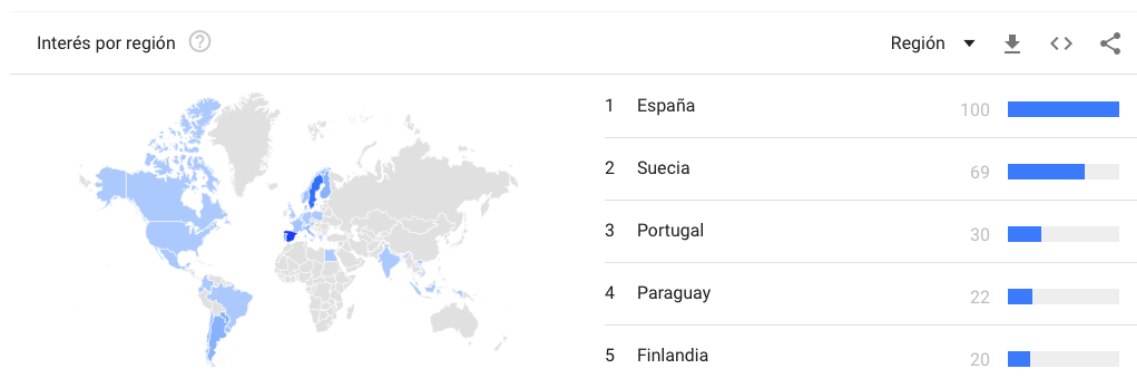 Interés por región
Región
1 España 100
2 Suecia 69
3 Portugal 30
4 Paraguay 22
5 Finlandia 20